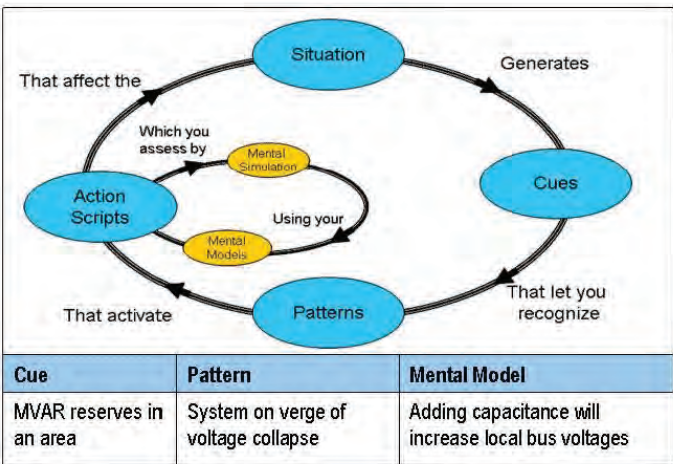 Situation
That affect the
Generates
Which you
assess by
Mental
Simulation
Action
Scripts
Cues
Using your
Mental
Models
That let you
recognize
That activate
Patterns
Cue
Pattern
Mental Model
MVAR reserves in
an area
System on verge of
voltage collapse
Adding capacitance will
increase local bus voltages